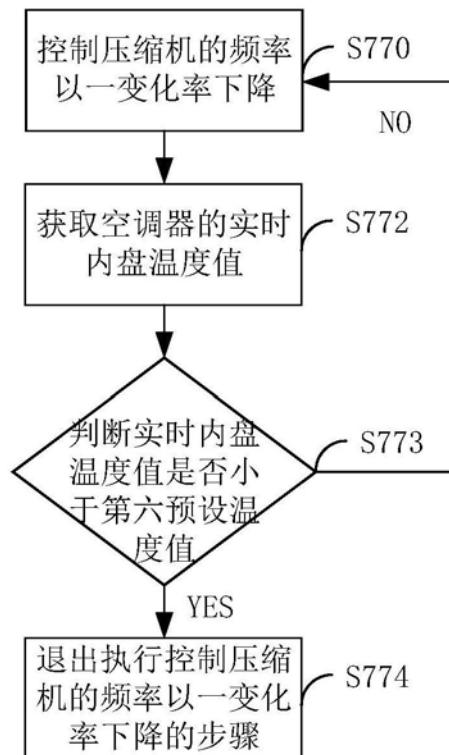 控制压缩机的频率
以一变化率下降
S770
NO
获取空调器的实时
内盘温度值
S772
判断实时内盘
温度值是否小
于第六预设温
度值
S773
YES
退出执行控制压缩
机的频率以一变化
率下降的步骤
S774